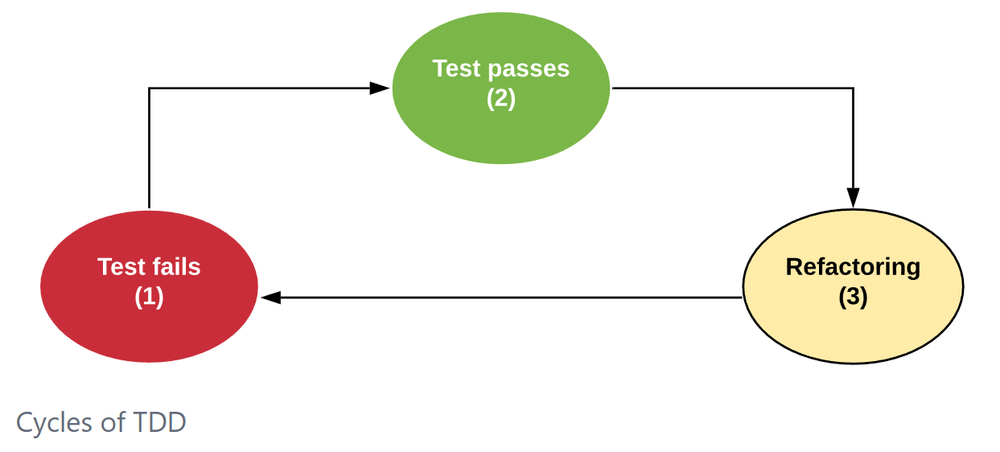 Test passes
(2)
Test fails
(1)
Refactoring
(3)
Cycles of TDD